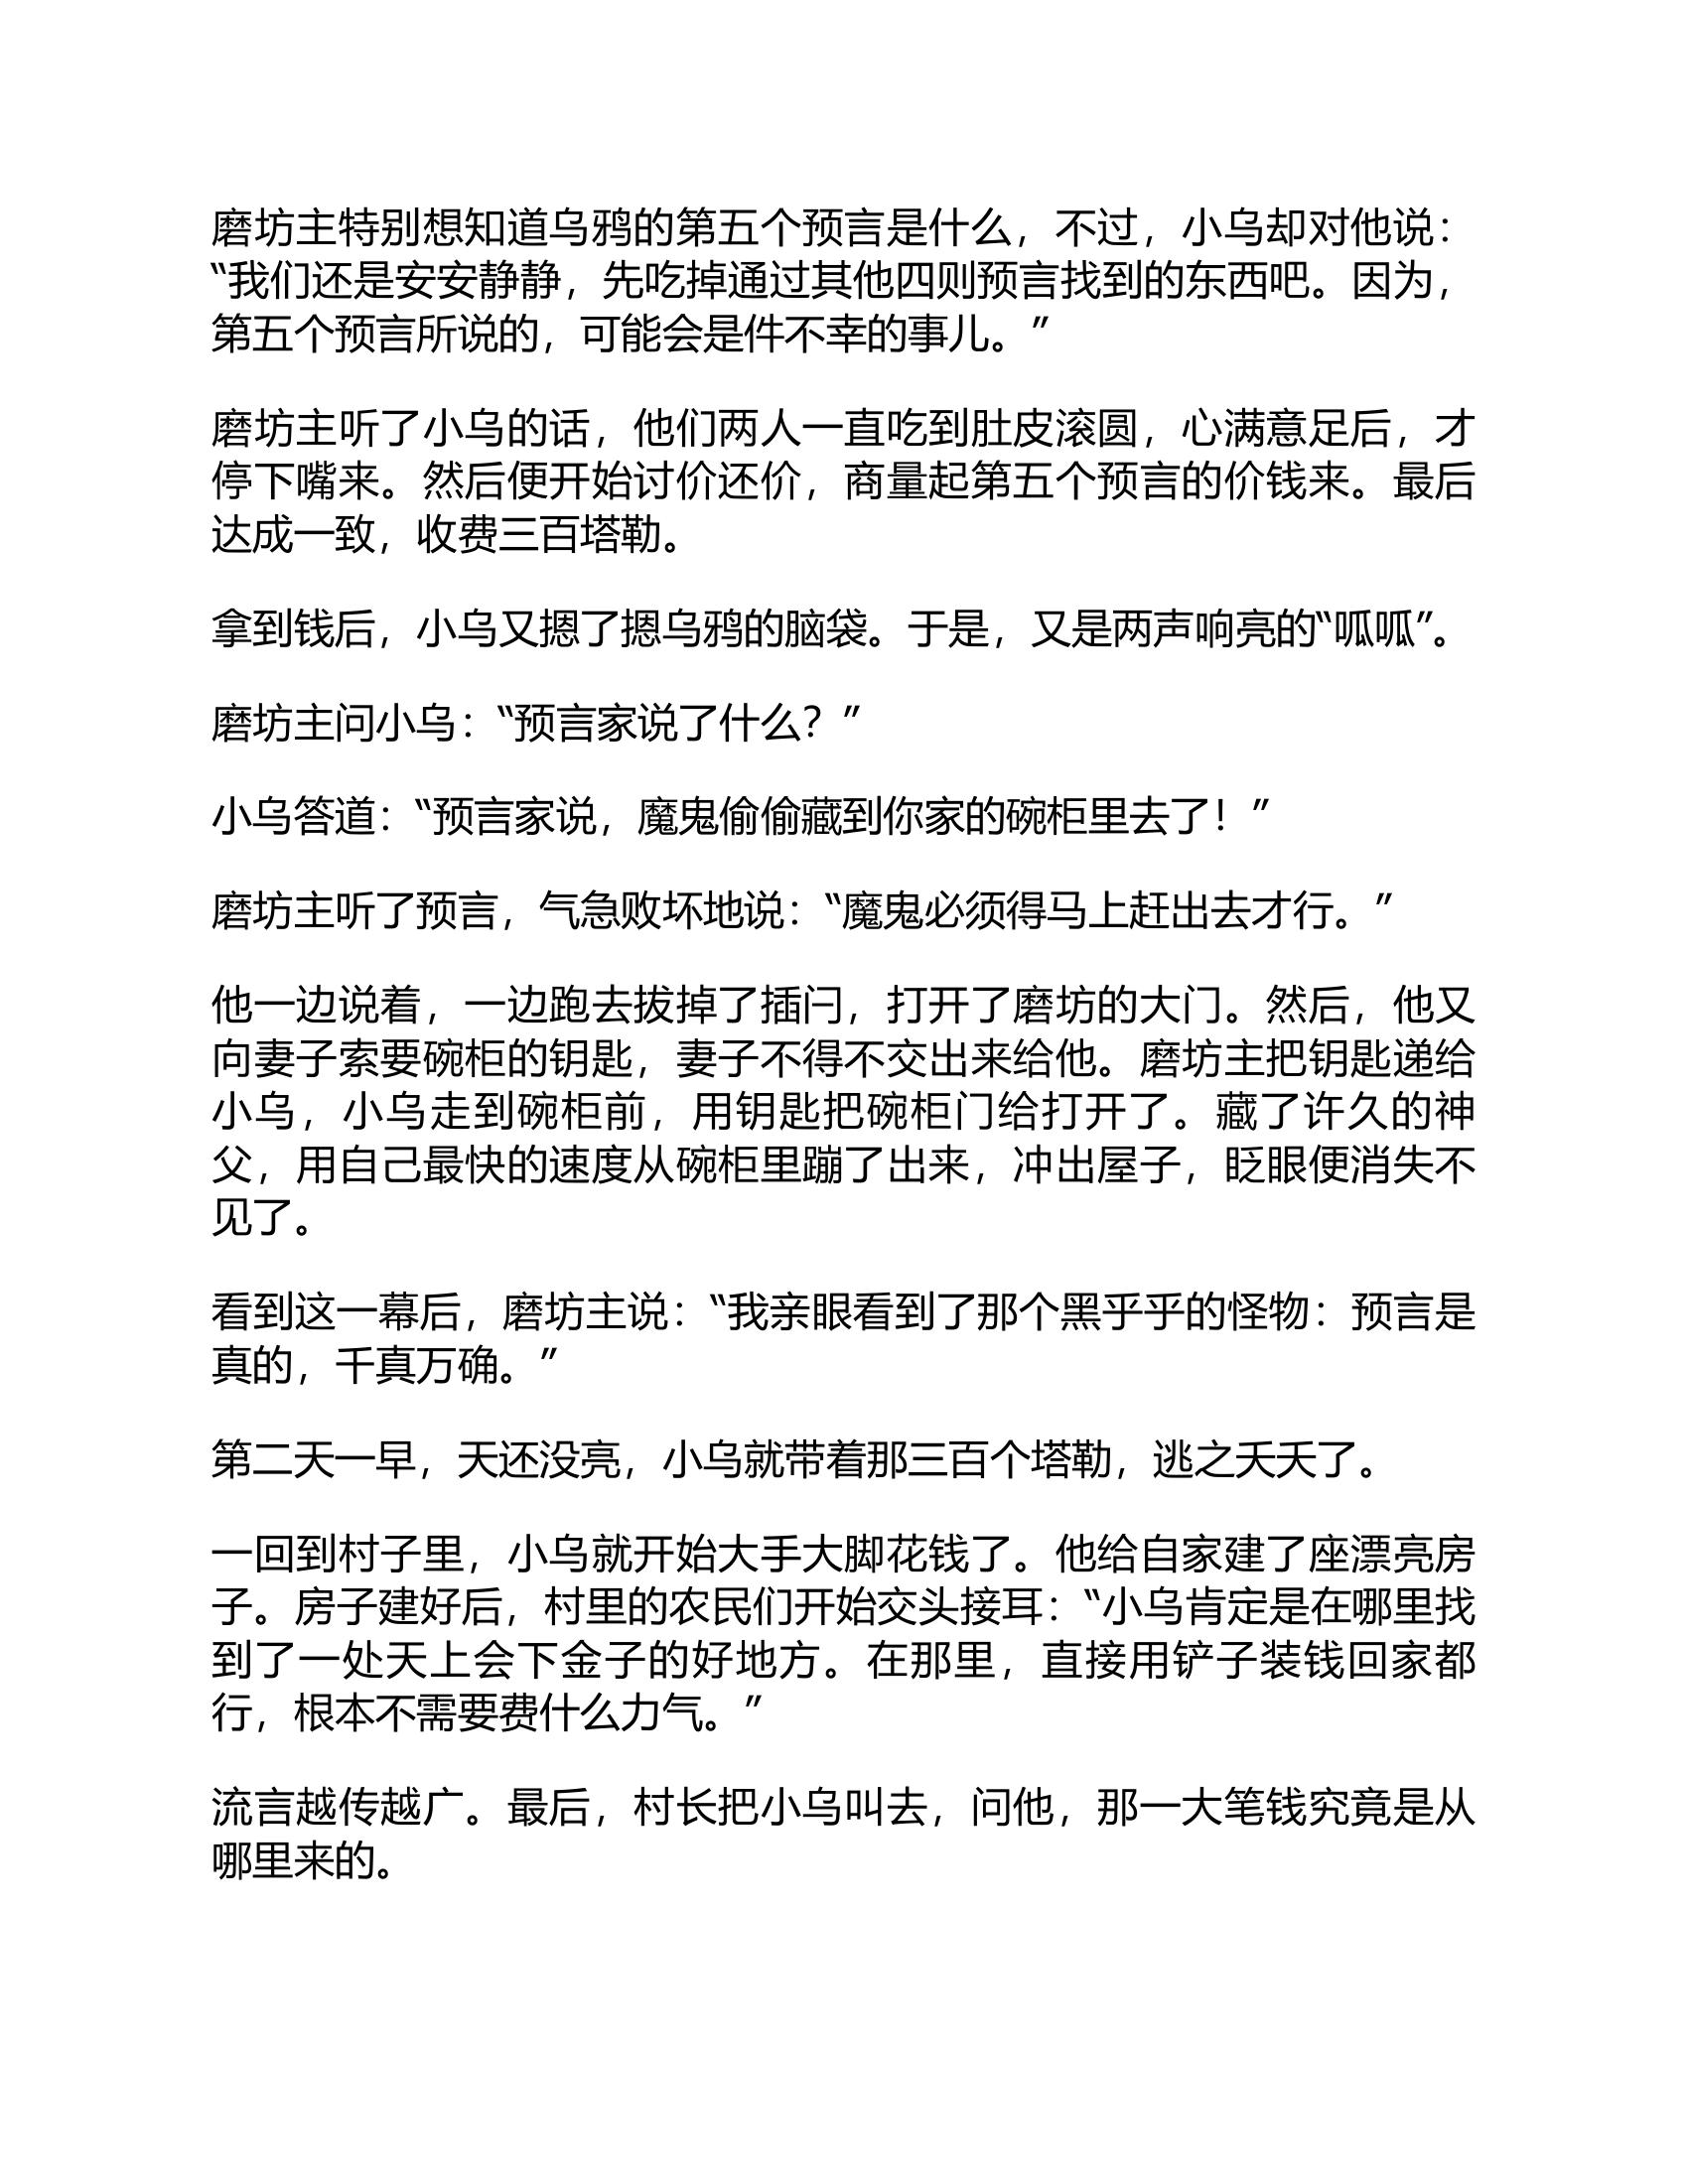 磨坊主特别想知道乌鸦的第五个预言是什么，不过，小乌却对他说：
“我们还是安安静静，先吃掉通过其他四则预言找到的东西吧。因为，
第五个预言所说的，可能会是件不幸的事儿。”
磨坊主听了小乌的话，他们两人一直吃到肚皮滚圆，心满意足后，才
停下嘴来。然后便开始讨价还价，商量起第五个预言的价钱来。最后
达成一致，收费三百塔勒。
拿到钱后，小乌又摁了摁乌鸦的脑袋。于是，又是两声响亮的“呱呱”。
磨坊主问小乌：“预言家说了什么？”
小乌答道：“预言家说，魔鬼偷偷藏到你家的碗柜里去了！”
磨坊主听了预言，气急败坏地说：“魔鬼必须得马上赶出去才行。”
他一边说着，一边跑去拔掉了插闩，打开了磨坊的大门。然后，他又
向妻子索要碗柜的钥匙，妻子不得不交出来给他。磨坊主把钥匙递给
小乌，小乌走到碗柜前，用钥匙把碗柜门给打开了。藏了许久的神
父，用自己最快的速度从碗柜里蹦了出来，冲出屋子，眨眼便消失不
见了。
看到这一幕后，磨坊主说：“我亲眼看到了那个黑乎乎的怪物：预言是
真的，千真万确。”
第二天一早，天还没亮，小乌就带着那三百个塔勒，逃之夭夭了。
一回到村子里，小乌就开始大手大脚花钱了。他给自家建了座漂亮房
子。房子建好后，村里的农民们开始交头接耳：“小乌肯定是在哪里找
到了一处天上会下金子的好地方。在那里，直接用铲子装钱回家都
行，根本不需要费什么力气。”
流言越传越广。最后，村长把小乌叫去，问他，那一大笔钱究竟是从
哪里来的。